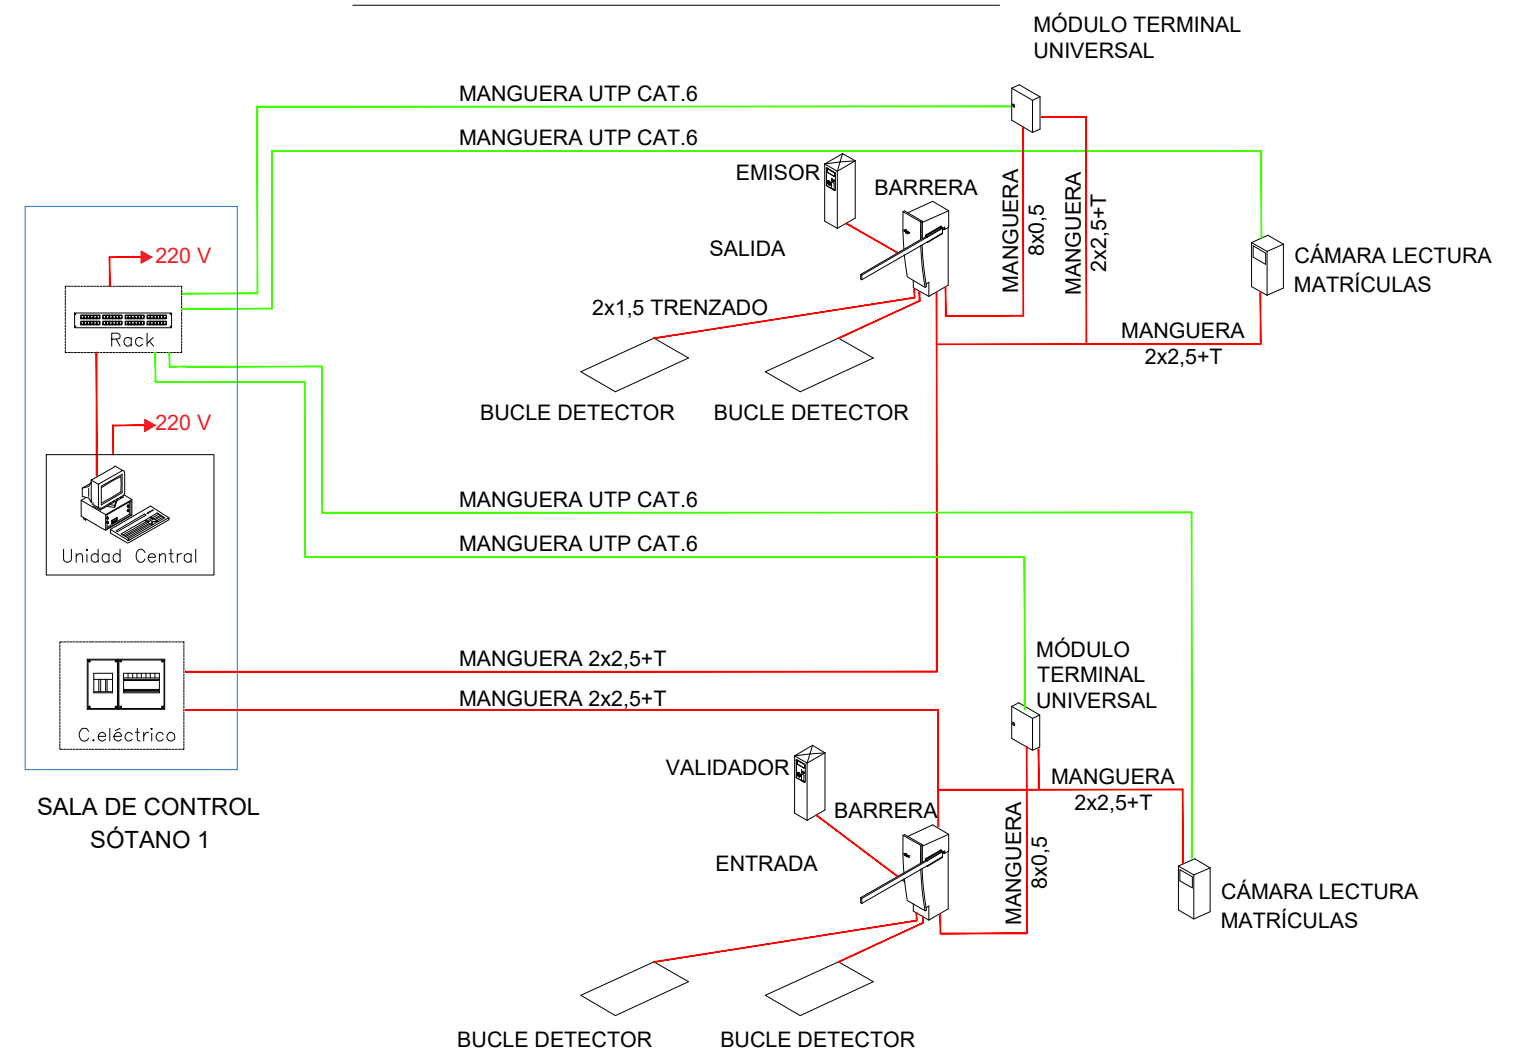 MÓDULO TERMINAL
UNIVERSAL
MANGUERA UTP CAT.6
MANGUERA UTP CAT.6
EMISOR
BARRERA
MANGUERA
8x0,5
MANGUERA
2x2,5+T
SALIDA
220 V
CÁMARA LECTURA
MATRÍCULAS
2x1,5 TRENZADO
Rack
MANGUERA
2x2,5+T
BUCLE DETECTOR
BUCLE DETECTOR
220 V
MANGUERA UTP CAT.6
MANGUERA UTP CAT.6
Unidad Central
MANGUERA 2x2,5+T
MANGUERA 2x2,5+T
MÓDULO
TERMINAL
UNIVERSAL
C.eléctrico
VALIDADOR
MANGUERA
2x2,5+T
BARRERA
SALA DE CONTROL
SÓTANO 1
MANGUERA
8x0,5
ENTRADA
CÁMARA LECTURA
MATRÍCULAS
BUCLE DETECTOR
BUCLE DETECTOR